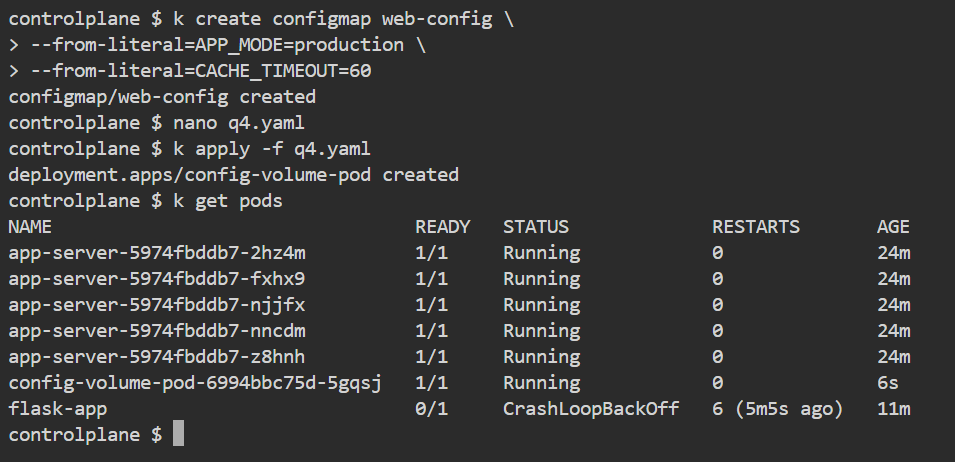 controlplane $ k create configmap web-config \
> --from-literal=APP_MODE=production \
> --from-literal=CACHE_TIMEOUT=60
configmap/web-config created
controlplane $ nano q4.yaml
controlplane $ k apply -f q4.yaml
deployment.apps/config-volume-pod created
controlplane $ k get pods
NAME READY STATUS RESTARTS AGE
app-server-5974fbddb7-2hz4m 1/1 Running 0 24m
app-server-5974fbddb7-fxhx9 1/1 Running 0 24m
app-server-5974fbddb7-njjfx 1/1 Running 0 24m
app-server-5974fbddb7-nncdm 1/1 Running 0 24m
app-server-5974fbddb7-z8hnh 1/1 Running 0 24m
config-volume-pod-6994bbc75d-5gqsj 1/1 Running 0 6s
flask-app 0/1 CrashLoopBackOff 6 (5m5s ago) 11m
controlplane $